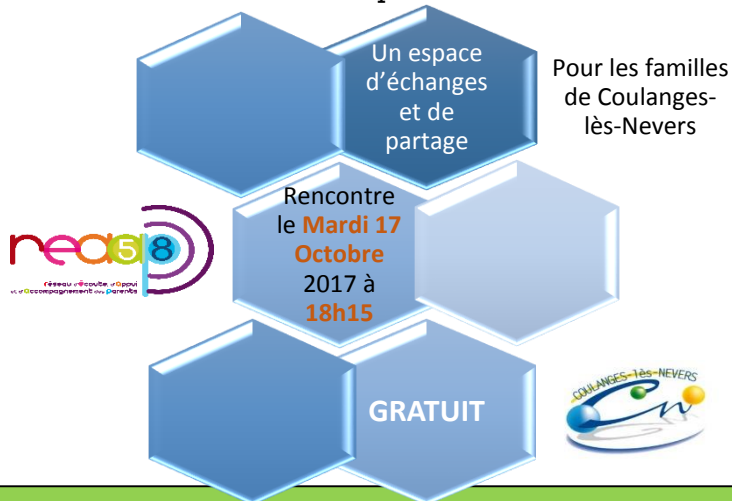 Un espace
d'échanges
et de
partage
Pour les familles
de Coulanges-
lès-Nevers
Rencontre
le Mardi 17
Octobre
2017 à
18h15
reap58
réseau d'écoute, d'appui
et d'accompagnement des parents
GRATUIT
COULANGES-lès-NEVERS